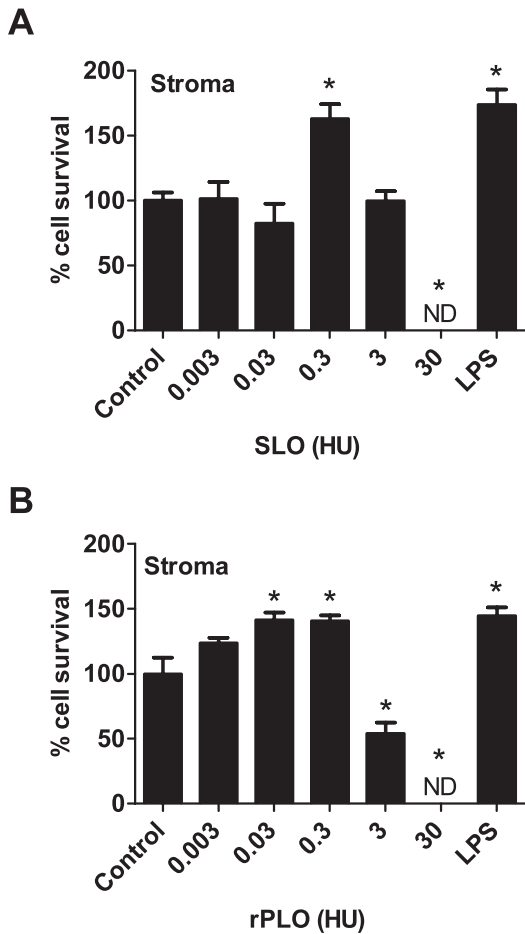 A
Stroma
% cell survival
200
150
100
50
0
*
*
*
ND
Control
0.003
0.03
0.3
3
30
LPS
SLO (HU)
B
Stroma
% cell survival
200
150
100
50
0
*
*
*
*
*
ND
Control
0.003
0.03
0.3
3
30
LPS
rPLO (HU)